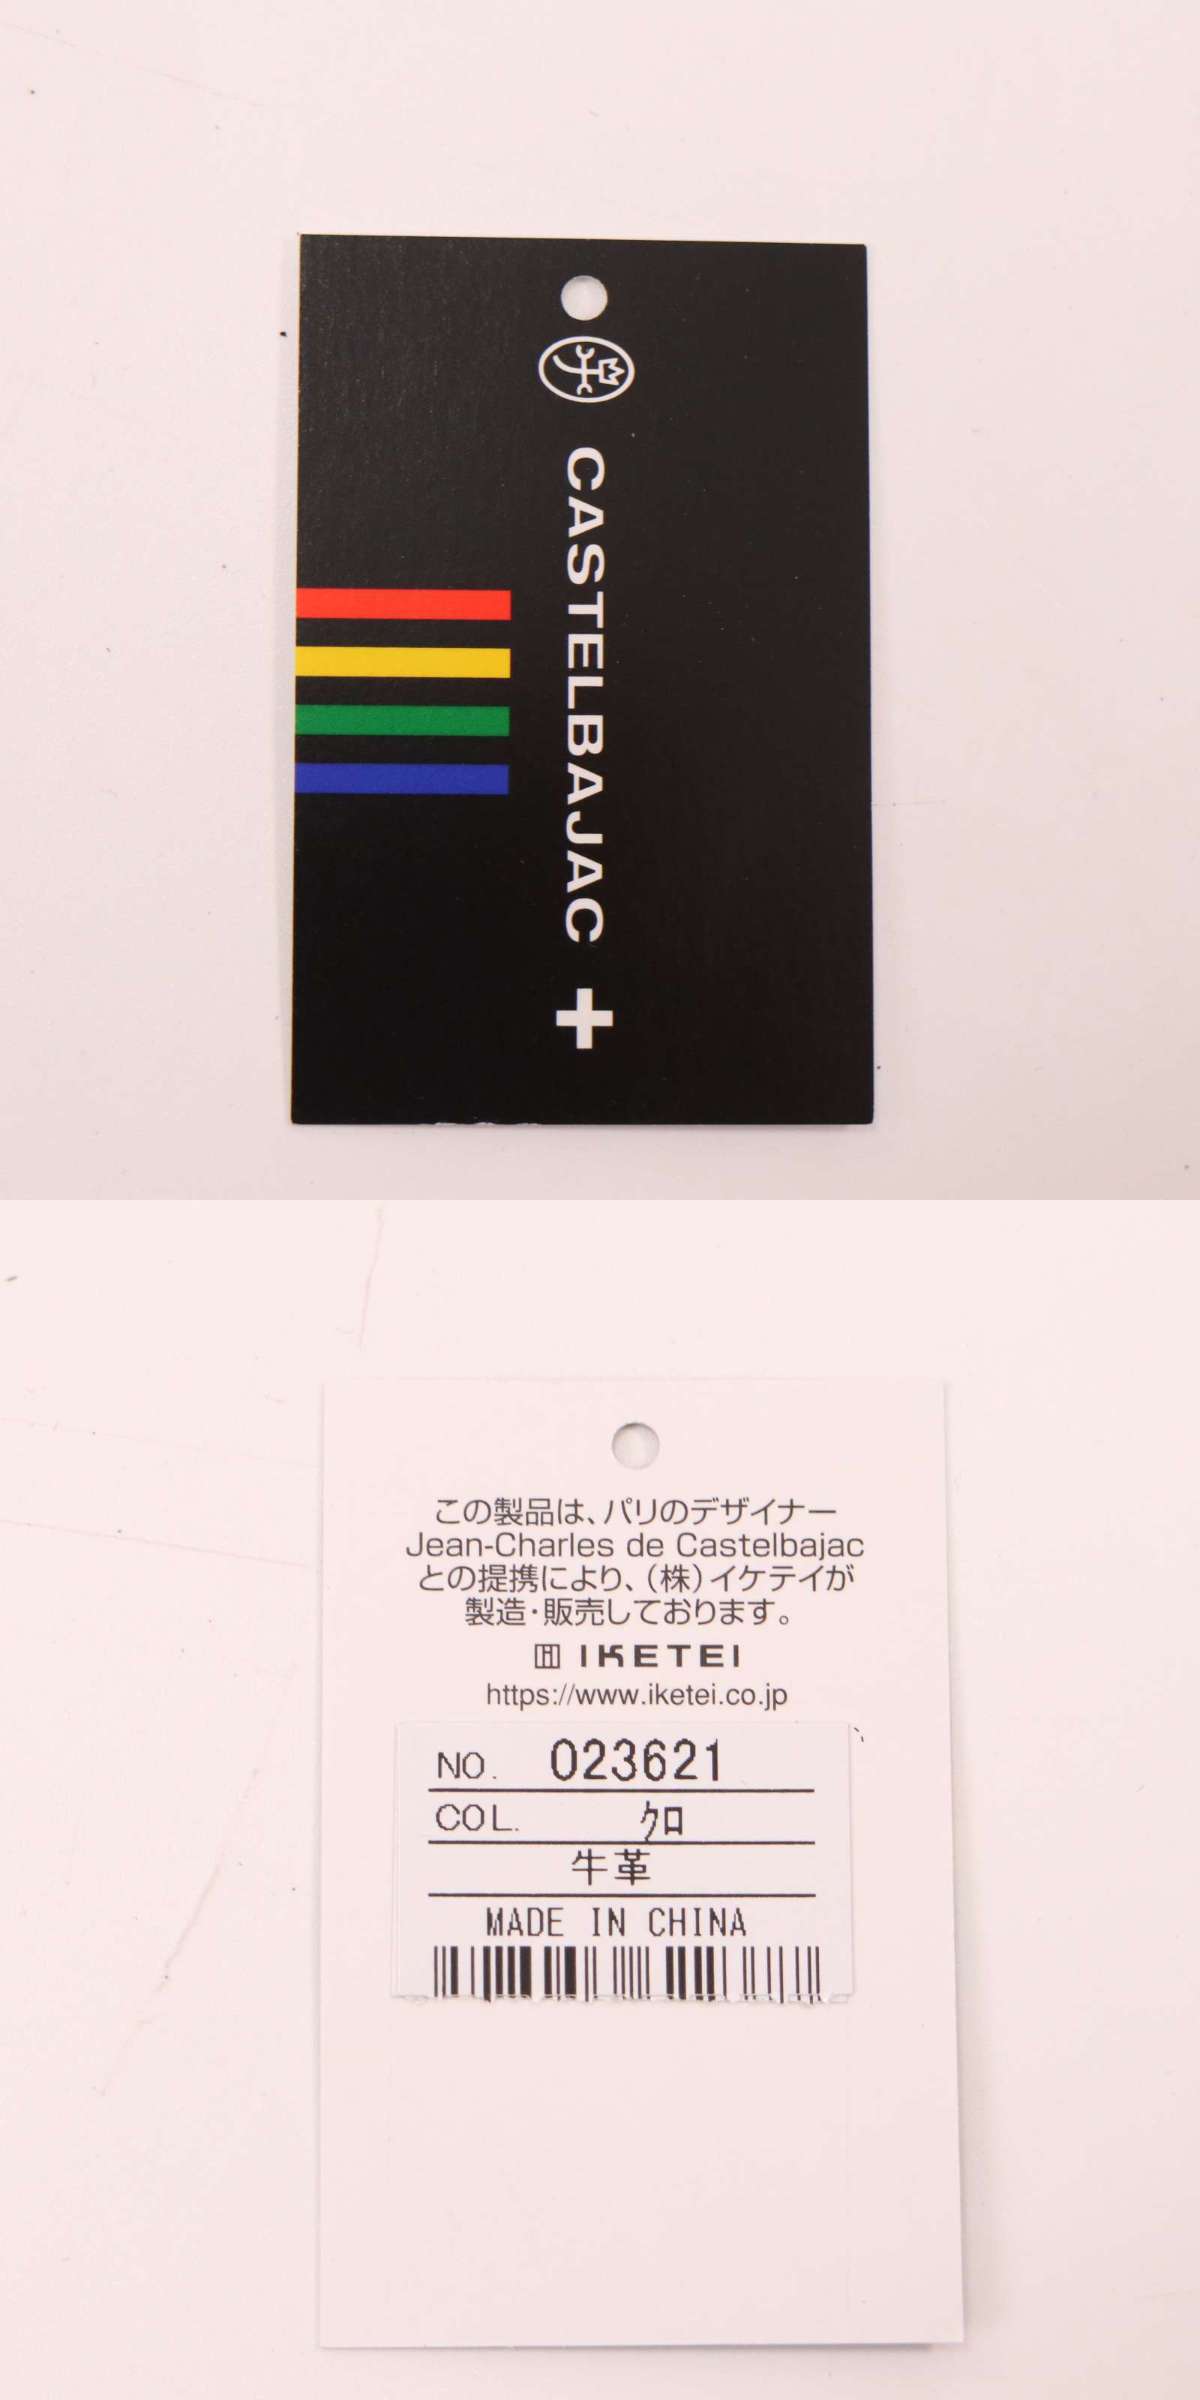 CASTELBAJAC
この製品は、パリのデザイナー
Jean-Charles de Castelbajac
との提携により、(株)イケテイが
製造・販売しております。
IKETEI
https://www.iketei.co.jp
NO. 023621
COL. クロ
牛革
MADE IN CHINA